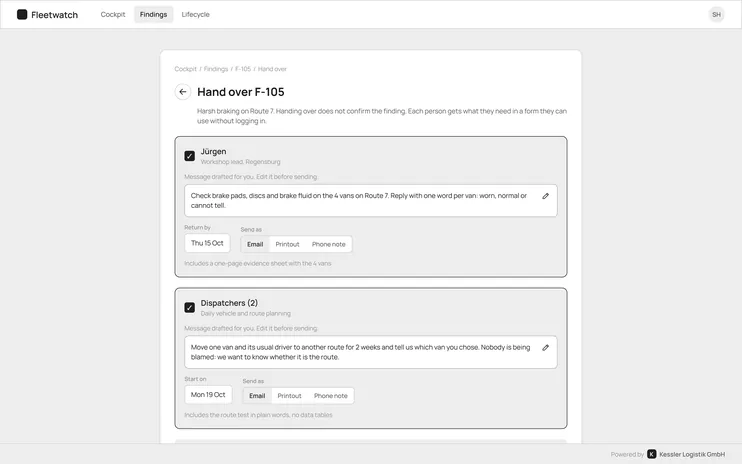 Fleetwatch
Cockpit
Findings
Lifecycle
SH
Cockpit / Findings / F-105 / Hand over
Hand over F-105
Harsh braking on Route 7. Handing over does not confirm the finding. Each person gets what they need in a form they can
use without logging in.
Jürgen
Workshop lead, Regensburg
Message drafted for you. Edit it before sending.
Check brake pads, discs and brake fluid on the 4 vans on Route 7. Reply with one word per van: worn, normal or
cannot tell.
Return by
Send as
Thu 15 Oct
Email
Printout
Phone note
Includes a one-page evidence sheet with the 4 vans
Dispatchers (2)
Daily vehicle and route planning
Message drafted for you. Edit it before sending.
Move one van and its usual driver to another route for 2 weeks and tell us which van you chose. Nobody is being
blamed: we want to know whether it is the route.
Start on
Send as
Mon 19 Oct
Email
Printout
Phone note
Includes the route test in plain words, no data tables
Powered by K Kessler Logistik GmbH